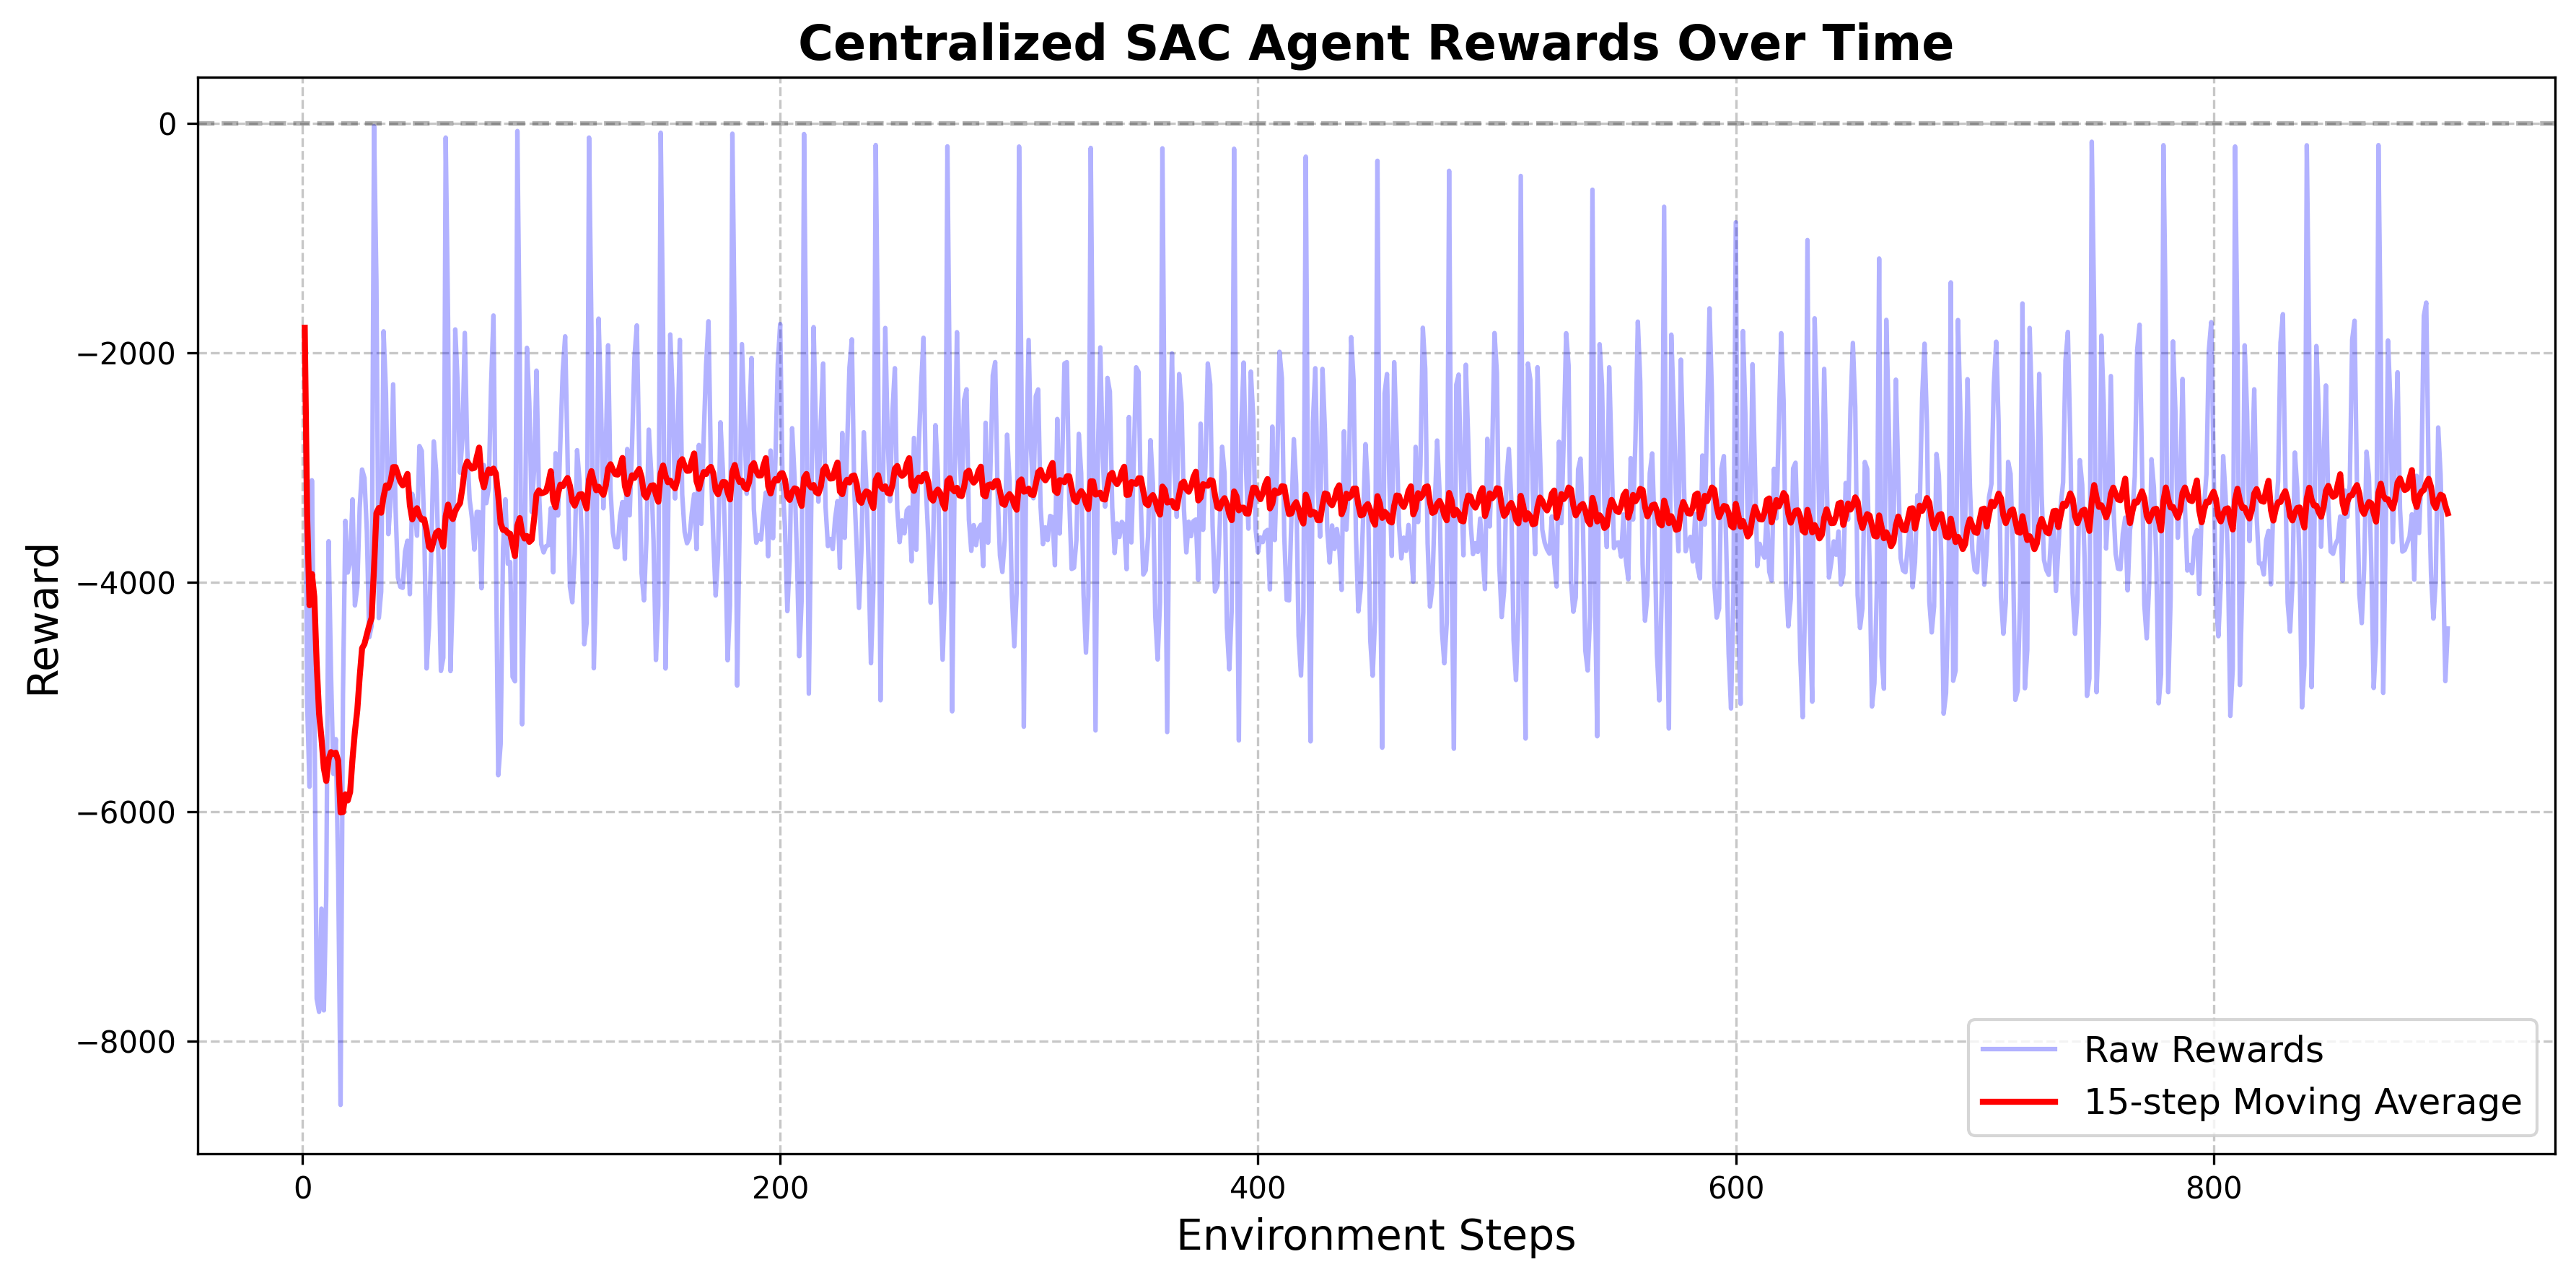 Centralized SAC Agent Rewards Over Time
0
−2000
−4000
−6000
−8000
Reward
0
200
400
600
800
Environment Steps
Raw Rewards
15-step Moving Average